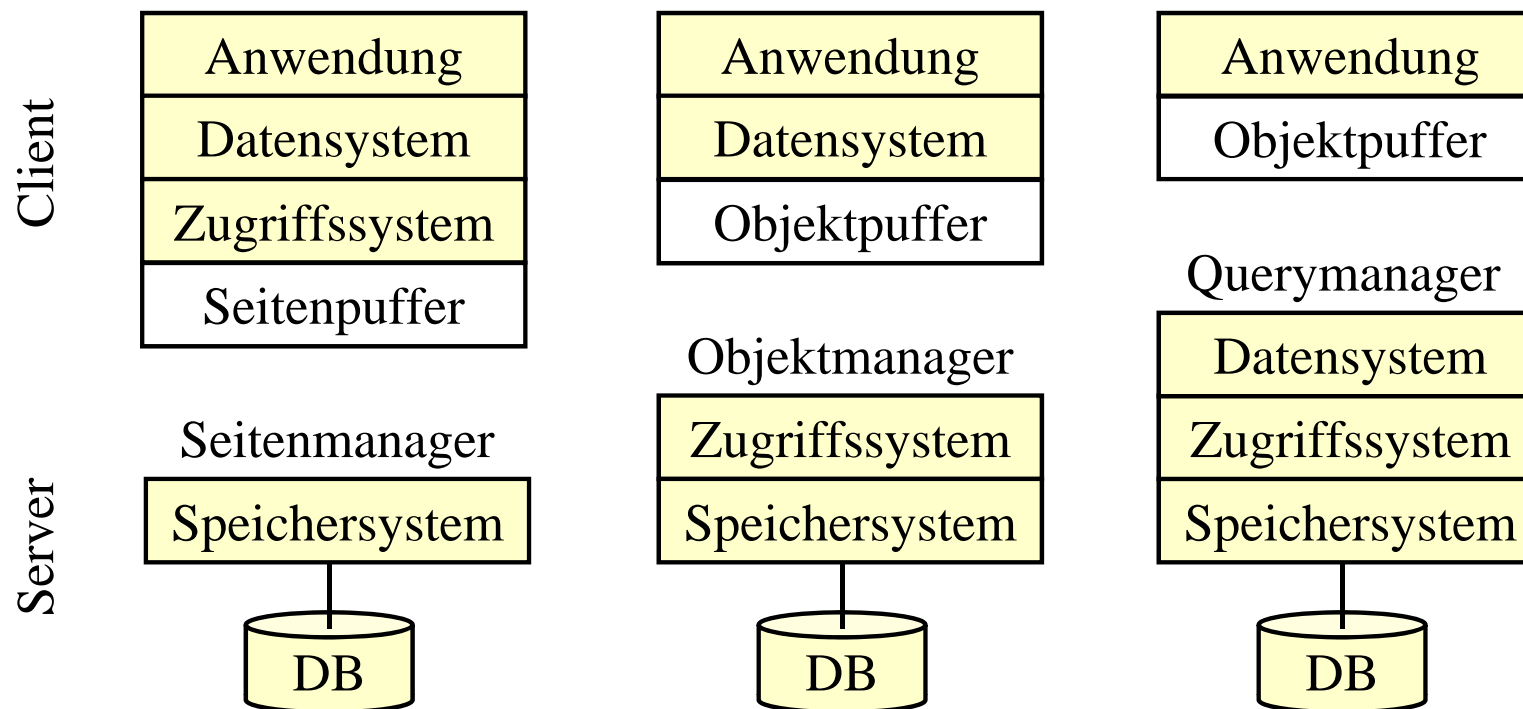 Client
Anwendung
Datensystem
Zugriffssystem
Seitenpuffer
Anwendung
Datensystem
Objektpuffer
Anwendung
Objektpuffer
Server
Seitenmanager
Speichersystem
DB
Objektmanager
Zugriffssystem
Speichersystem
DB
Querymanager
Datensystem
Zugriffssystem
Speichersystem
DB